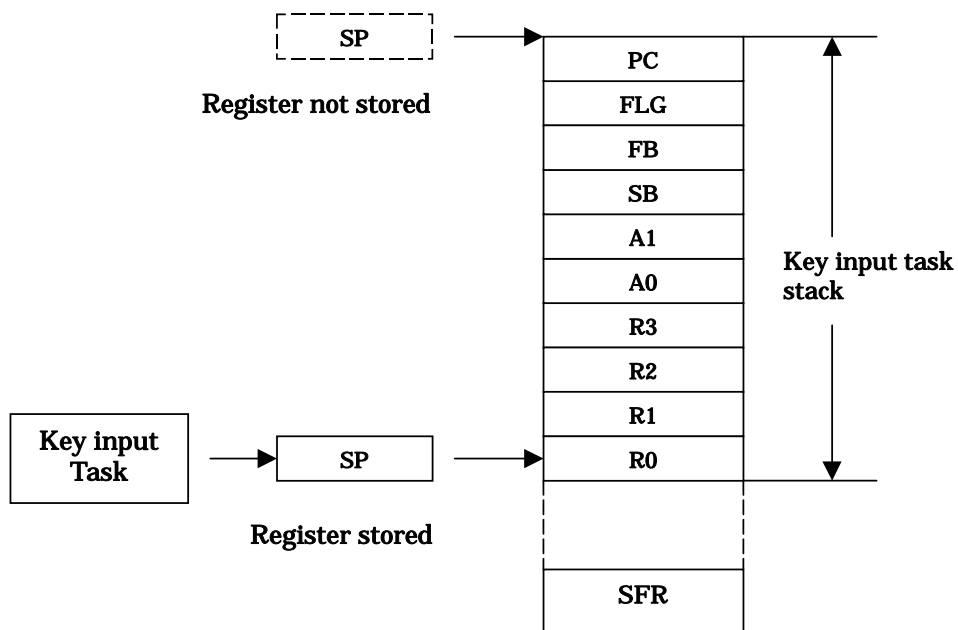 SP
PC
Register not stored
FLG
FB
SB
A1
Key input task
stack
A0
R3
R2
R1
Key input
Task
SP
R0
Register stored
SFR